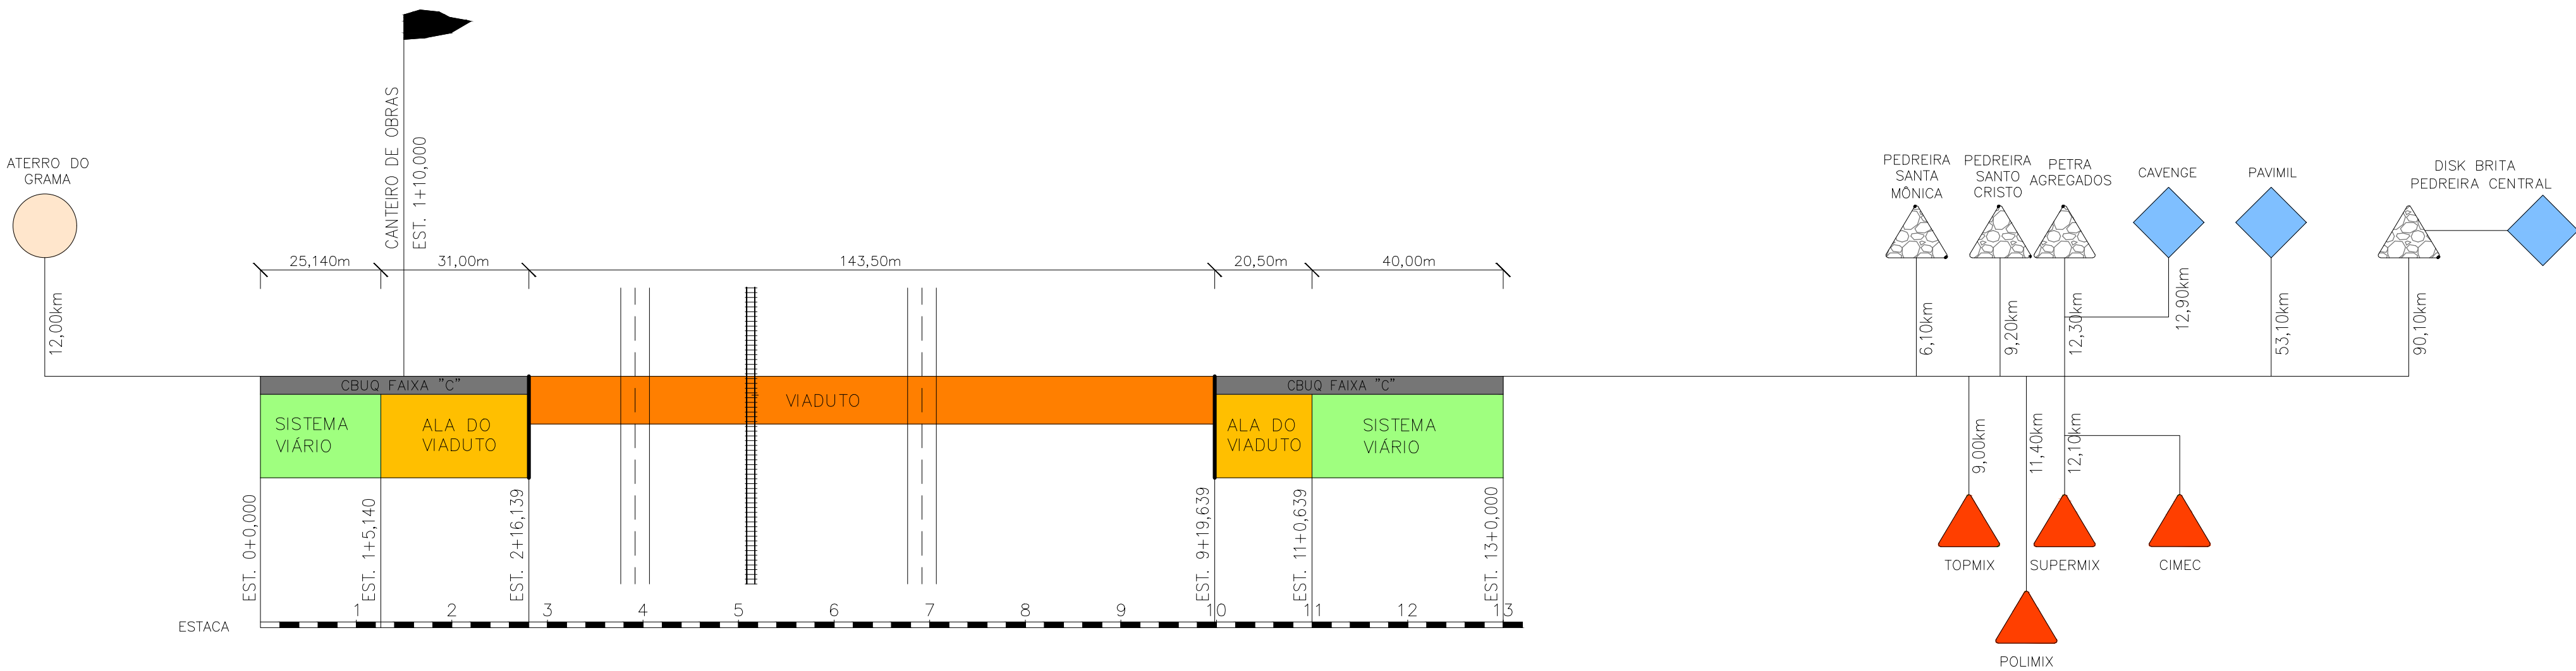 CANTEIRO DE OBRAS
EST. 1+10,000
ATERRO DO
GRAMA
12,00km
25,140m
31,00m
143,50m
20,50m
40,00m
CBUQ FAIXA "C"
SISTEMA
VIÁRIO
ALA DO
VIADUTO
VIADUTO
CBUQ FAIXA "C"
ALA DO
VIADUTO
SISTEMA
VIÁRIO
EST. 0+0,000
EST. 1+5,140
EST. 2+16,139
EST. 9+19,639
EST. 11+0,639
EST. 13+0,000
ESTACA
1 2 3 4 5 6 7 8 9 10 11 12 13
PEDREIRA
SANTA
MÔNICA
6,10km
PEDREIRA
SANTO
CRISTO
9,20km
PETRA
AGREGADOS
12,30km
CAVENGE
12,90km
PAVIMIL
53,10km
DISK BRITA
PEDREIRA CENTRAL
90,10km
9,00km
11,40km
12,10km
TOPMIX
SUPERMIX
CIMEC
POLIMIX